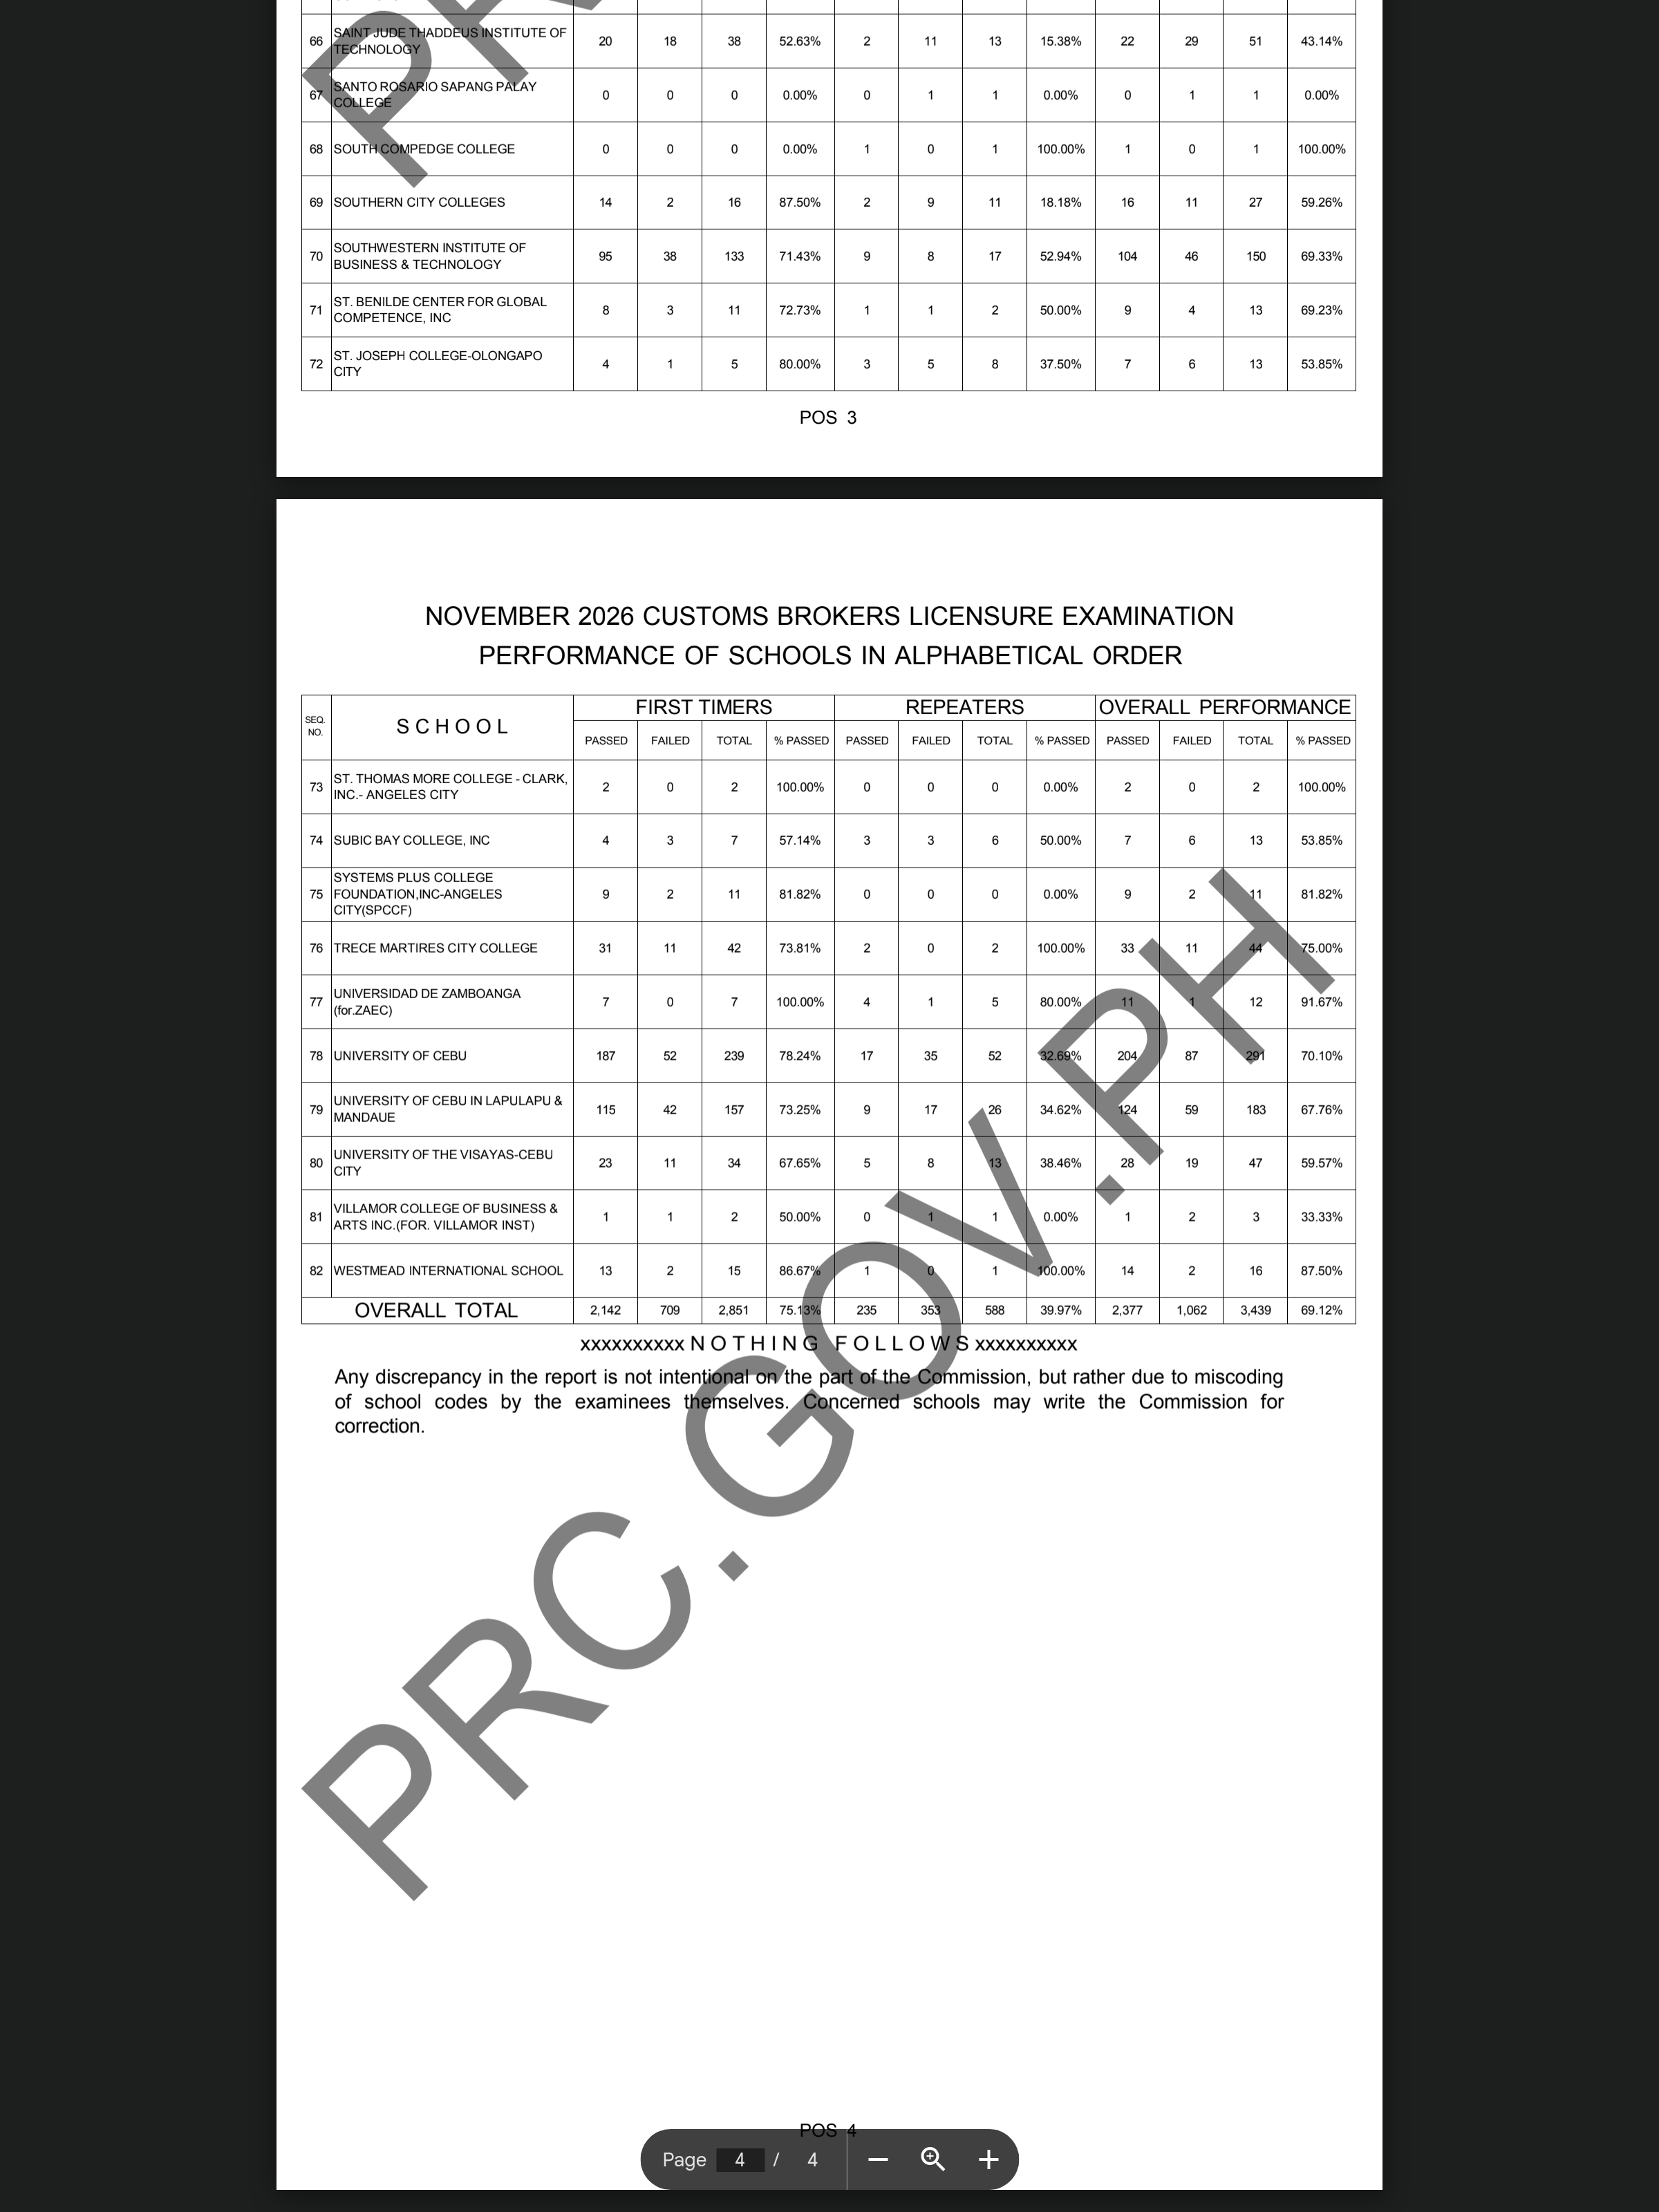 66 SAINT JUDE THADDEUS INSTITUTE OF TECHNOLOGY 20 18 38 52.63% 2 11 13 15.38% 22 29 51 43.14%
67 SANTO ROSARIO SAPANG PALAY COLLEGE 0 0 0 0.00% 0 1 1 0.00% 0 1 1 0.00%
68 SOUTH COMPEDGE COLLEGE 0 0 0 0.00% 1 0 1 100.00% 1 0 1 100.00%
69 SOUTHERN CITY COLLEGES 14 2 16 87.50% 2 9 11 18.18% 16 11 27 59.26%
70 SOUTHWESTERN INSTITUTE OF BUSINESS & TECHNOLOGY 95 38 133 71.43% 9 8 17 52.94% 104 46 150 69.33%
71 ST. BENILDE CENTER FOR GLOBAL COMPETENCE, INC 8 3 11 72.73% 1 1 2 50.00% 9 4 13 69.23%
72 ST. JOSEPH COLLEGE-OLONGAPO CITY 4 1 5 80.00% 3 5 8 37.50% 7 6 13 53.85%
POS 3
NOVEMBER 2026 CUSTOMS BROKERS LICENSURE EXAMINATION
PERFORMANCE OF SCHOOLS IN ALPHABETICAL ORDER
SEQ. NO. SCHOOL FIRST TIMERS REPEATERS OVERALL PERFORMANCE
PASSED FAILED TOTAL % PASSED PASSED FAILED TOTAL % PASSED PASSED FAILED TOTAL % PASSED
73 ST. THOMAS MORE COLLEGE - CLARK, INC.- ANGELES CITY 2 0 2 100.00% 0 0 0 0.00% 2 0 2 100.00%
74 SUBIC BAY COLLEGE, INC 4 3 7 57.14% 3 3 6 50.00% 7 6 13 53.85%
75 SYSTEMS PLUS COLLEGE FOUNDATION,INC-ANGELES CITY(SPCCF) 9 2 11 81.82% 0 0 0 0.00% 9 2 11 81.82%
76 TRECE MARTIRES CITY COLLEGE 31 11 42 73.81% 2 0 2 100.00% 33 11 44 75.00%
77 UNIVERSIDAD DE ZAMBOANGA (for.ZAEC) 7 0 7 100.00% 4 1 5 80.00% 11 1 12 91.67%
78 UNIVERSITY OF CEBU 187 52 239 78.24% 17 35 52 32.69% 204 87 291 70.10%
79 UNIVERSITY OF CEBU IN LAPULAPU & MANDAUE 115 42 157 73.25% 9 17 26 34.62% 124 59 183 67.76%
80 UNIVERSITY OF THE VISAYAS-CEBU CITY 23 11 34 67.65% 5 8 13 38.46% 28 19 47 59.57%
81 VILLAMOR COLLEGE OF BUSINESS & ARTS INC.(FOR. VILLAMOR INST) 1 1 2 50.00% 0 1 1 0.00% 1 2 3 33.33%
82 WESTMEAD INTERNATIONAL SCHOOL 13 2 15 86.67% 1 0 1 100.00% 14 2 16 87.50%
OVERALL TOTAL 2,142 709 2,851 75.13% 235 353 588 39.97% 2,377 1,062 3,439 69.12%
xxxxxxxxxx NOTHING FOLLOWS xxxxxxxxxx
Any discrepancy in the report is not intentional on the part of the Commission, but rather due to miscoding
of school codes by the examinees themselves. Concerned schools may write the Commission for
correction.
PRC.GOV.PH
POS 4
Page 4 / 4